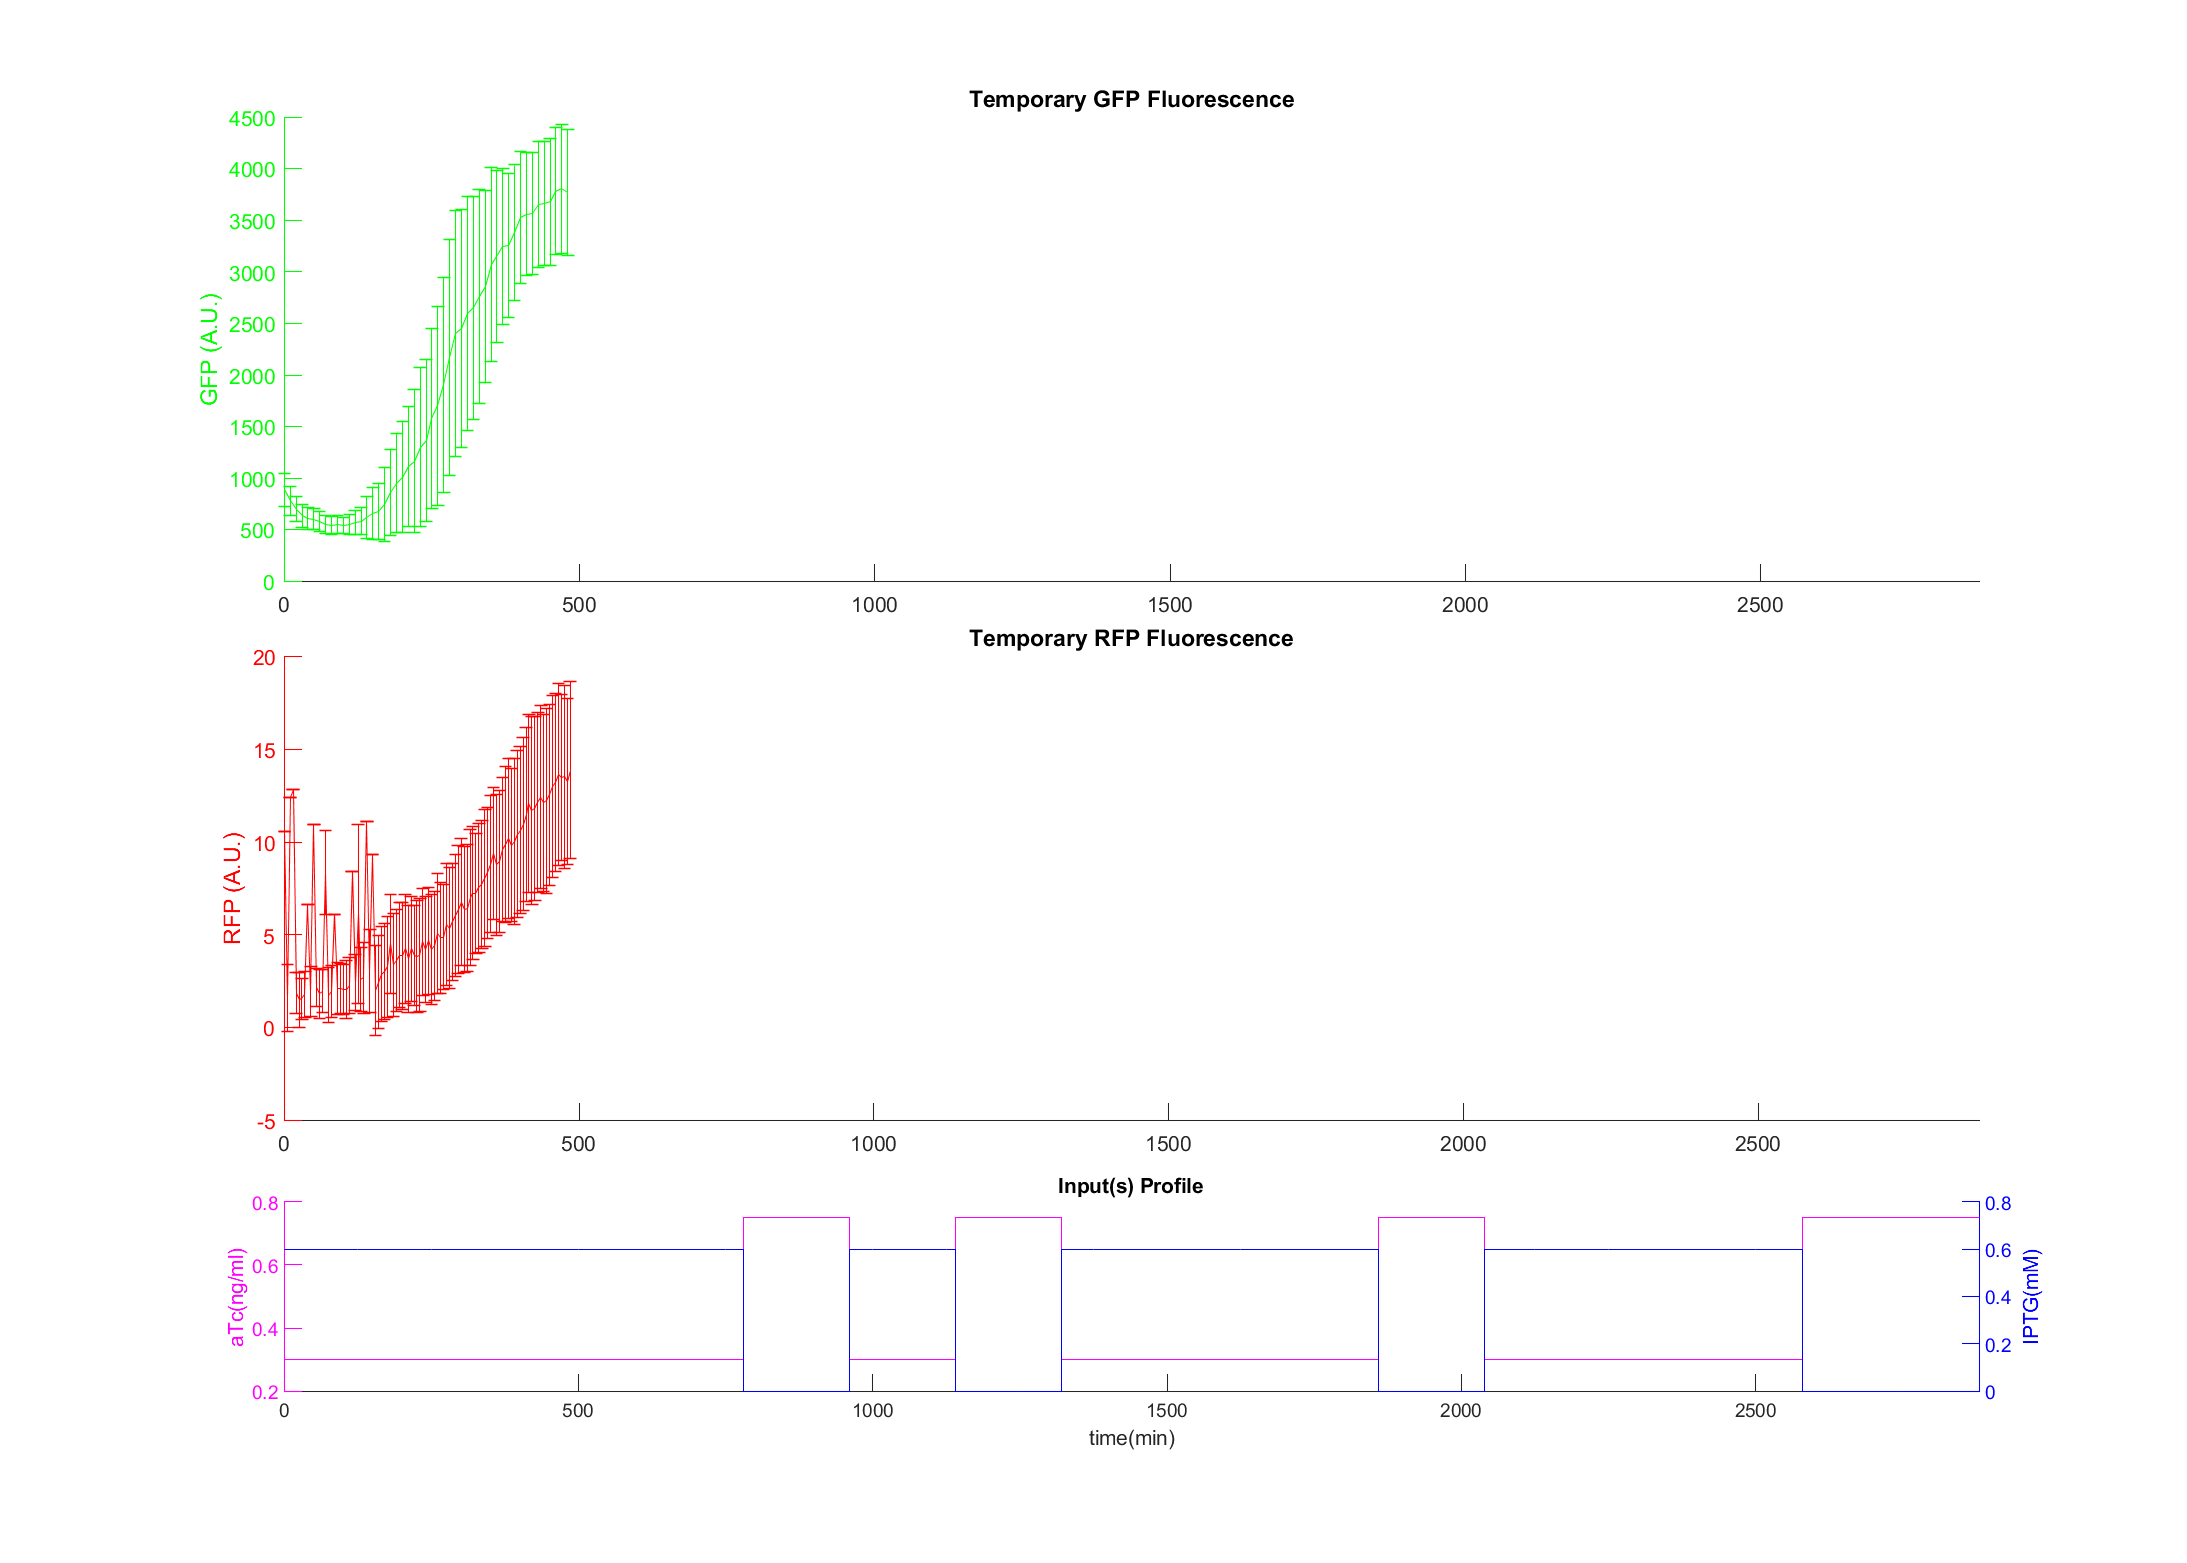 Temporary GFP Fluorescence
4500
4000
3500
3000
2500
2000
1500
1000
500
0
GFP (A.U.)
0 500 1000 1500 2000 2500
Temporary RFP Fluorescence
20
15
10
5
0
-5
RFP (A.U.)
0 500 1000 1500 2000 2500
Input(s) Profile
0.8
0.6
0.4
0.2
aTc(ng/ml)
0.8
0.6
0.4
0.2
0
IPTG(mM)
0 500 1000 1500 2000 2500
time(min)